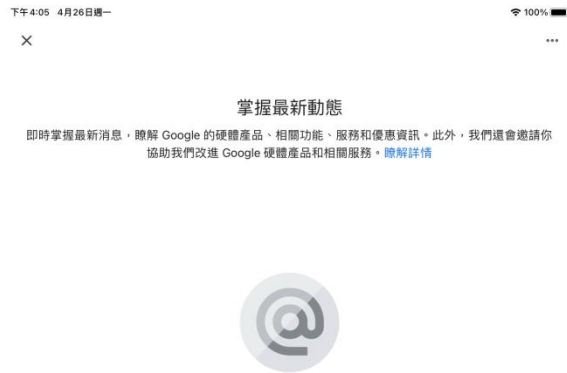 下午4:05 4月26日週一 100%
掌握最新動態
即時掌握最新消息，瞭解 Google 的硬體產品、相關功能、服務和優惠資訊。此外，我們還會邀請你
協助我們改進 Google 硬體產品和相關服務。瞭解詳情